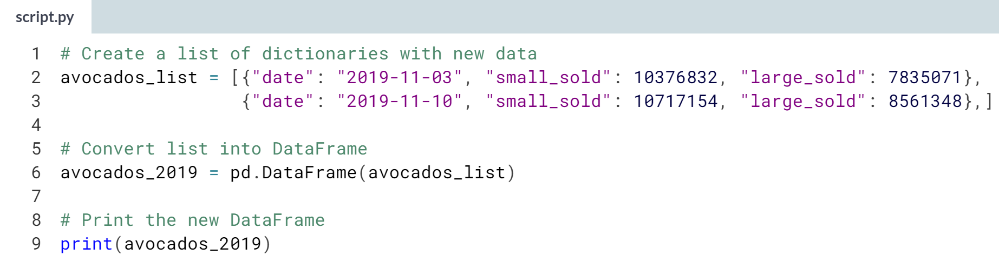 script.py
1 # Create a list of dictionaries with new data
2 avocados_list = [{"date": "2019-11-03", "small_sold": 10376832, "large_sold": 7835071},
3                  {"date": "2019-11-10", "small_sold": 10717154, "large_sold": 8561348},]
4
5 # Convert list into DataFrame
6 avocados_2019 = pd.DataFrame(avocados_list)
7
8 # Print the new DataFrame
9 print(avocados_2019)